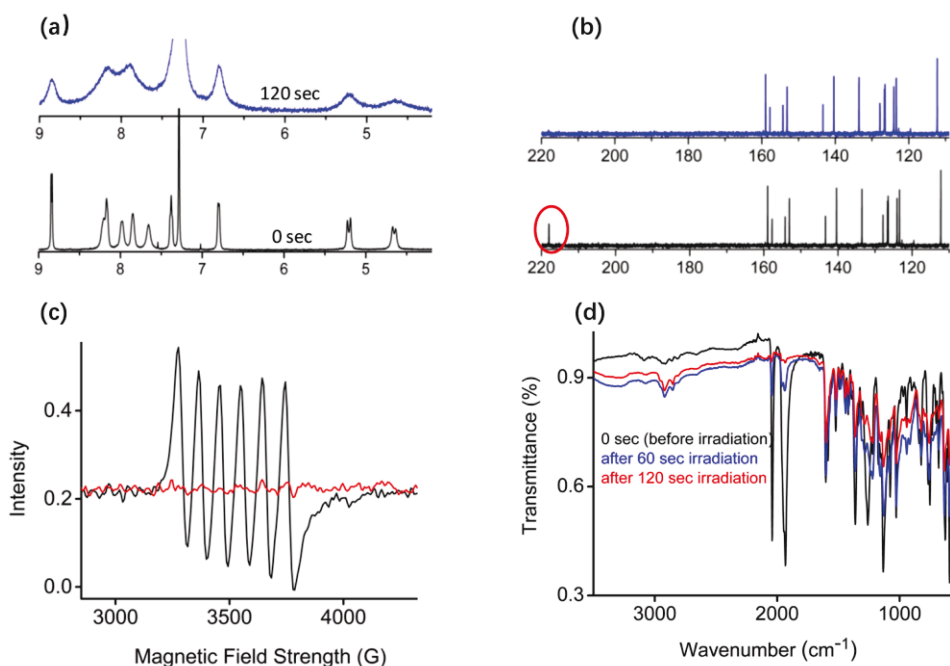 (a)
120 sec
9 8 7 6 5
0 sec
9 8 7 6 5
(b)
220 200 180 160 140 120
220 200 180 160 140 120
(c)
0.4
0.2
0.0
Intensity
3000 4000
Magnetic Field Strength (G)
(d)
0.9
0.6
0.3
Transmittance (%)
0 sec (before irradiation)
after 60 sec irradiation
after 120 sec irradiation
3000 2000 1000
Wavenumber (cm⁻¹)